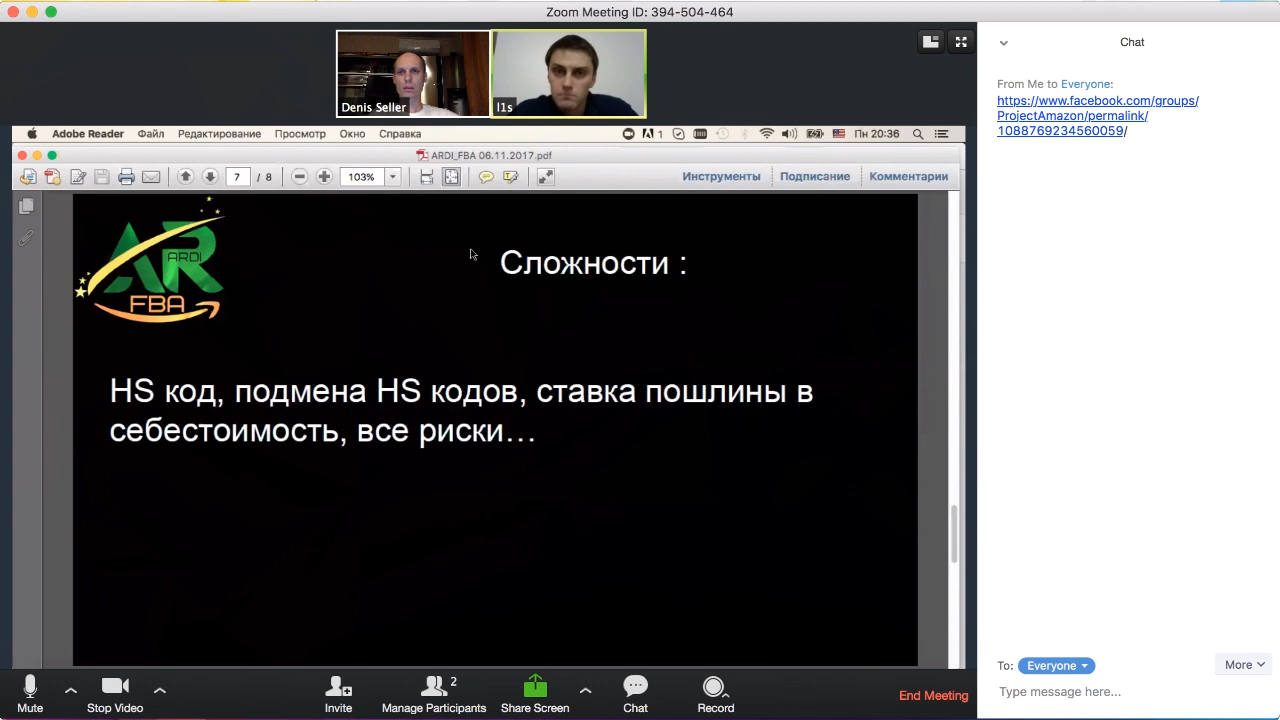 Zoom Meeting ID: 394-504-464
Denis Seller
l1s
Adobe Reader Файл Редактирование Просмотр Окно Справка 1 Пн 20:36
ARDI_FBA 06.11.2017.pdf
7 / 8 103% Инструменты Подписание Комментарии
AR
ARDI
FBA
Сложности :
HS код, подмена HS кодов, ставка пошлины в
себестоимость, все риски…
Mute
Stop Video
Invite
2
Manage Participants
Share Screen
Chat
Record
End Meeting
Chat
From Me to Everyone:
https://www.facebook.com/groups/
ProjectAmazon/permalink/
1088769234560059/
To: Everyone
More
Type message here...